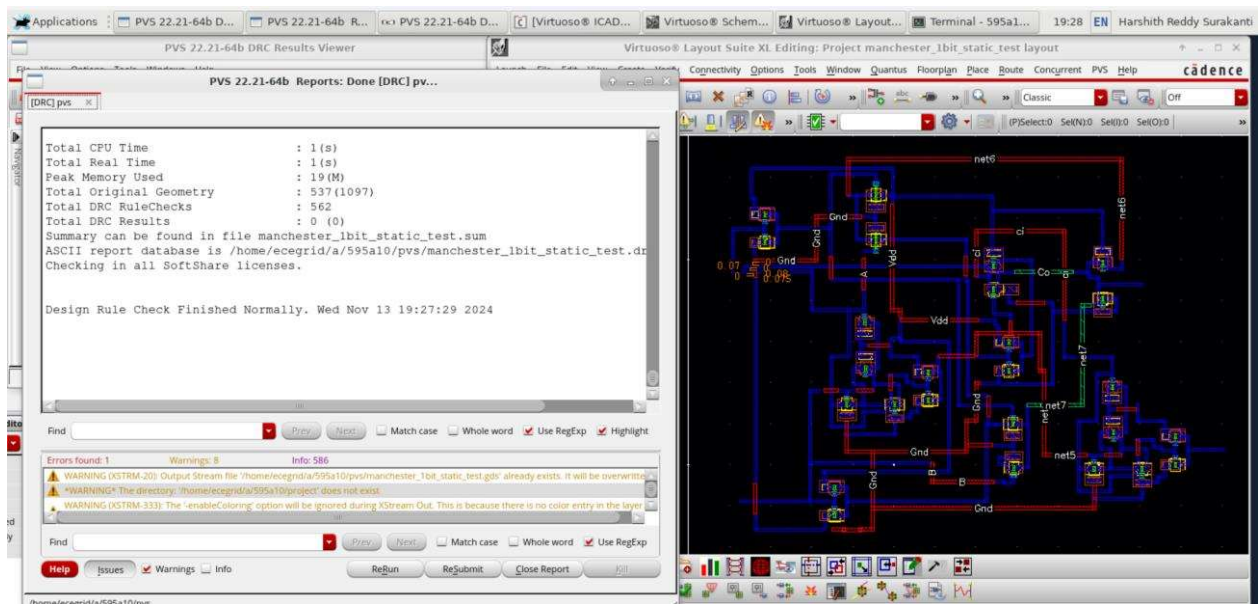 Applications PVS 22.21-64b D... PVS 22.21-64b R... PVS 22.21-64b D... [Virtuoso® ICAD... Virtuoso® Schem... Virtuoso® Layout... Terminal - 595a1... 19:28 EN Harshith Reddy Surakanti
PVS 22.21-64b DRC Results Viewer
Virtuoso® Layout Suite XL Editing: Project manchester_1bit_static_test layout
Connectivity Options Tools Window Quantus Floorplan Place Route Concurrent PVS Help cādence
PVS 22.21-64b Reports: Done [DRC] pv...
[DRC] pvs
Classic Off
(P)Select:0 Sel(N):0 Sel(I):0 Sel(O):0
Navigator
Total CPU Time : 1(s)
Total Real Time : 1(s)
Peak Memory Used : 19(M)
Total Original Geometry : 537(1097)
Total DRC RuleChecks : 562
Total DRC Results : 0 (0)
Summary can be found in file manchester_1bit_static_test.sum
ASCII report database is /home/ecegrid/a/595a10/pvs/manchester_1bit_static_test.dr
Checking in all SoftShare licenses.
Design Rule Check Finished Normally. Wed Nov 13 19:27:29 2024
Find Prev Next Match case Whole word Use RegExp Highlight
Errors found: 1 Warnings: 8 Info: 586
WARNING (XSTRM-20): Output Stream file '/home/ecegrid/a/595a10/pvs/manchester_1bit_static_test.gds' already exists. It will be overwritte
*WARNING* The directory: '/home/ecegrid/a/595a10/project' does not exist
WARNING (XSTRM-333): The '-enableColoring' option will be ignored during XStream Out. This is because there is no color entry in the layer
Find Prev Next Match case Whole word Use RegExp
Help Issues Warnings Info ReRun ReSubmit Close Report Kill
/home/ecegrid/a/595a10/pvs
net6
net6
Gnd
Gnd
Vdd
ci
ci
Gnd
A
Co
0.07
0.075
Vdd
net7
Gnd
net7
Gnd
net5
B
B
Gnd
Gnd